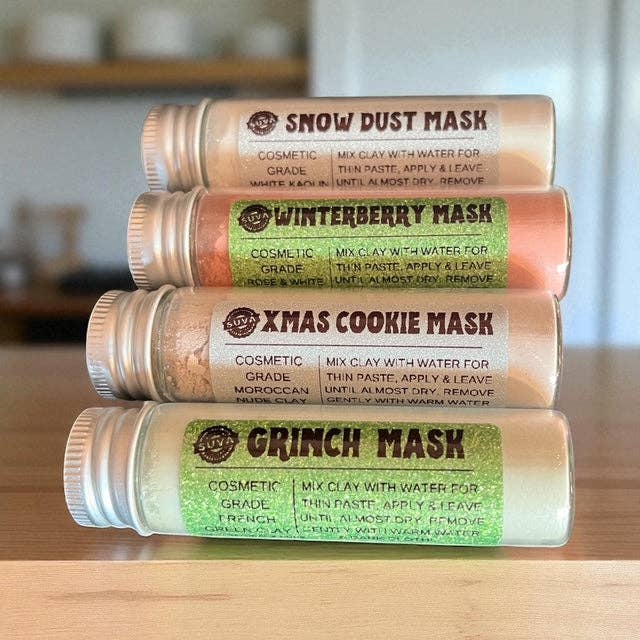 SUVA
SNOW DUST MASK
COSMETIC
GRADE
WHITE KAOLIN
MIX CLAY WITH WATER FOR
THIN PASTE, APPLY & LEAVE
UNTIL ALMOST DRY. REMOVE
SUVA
WINTERBERRY MASK
COSMETIC
GRADE
ROSE & WHITE
MIX CLAY WITH WATER FOR
THIN PASTE, APPLY & LEAVE
UNTIL ALMOST DRY. REMOVE
SUVA
XMAS COOKIE MASK
COSMETIC
GRADE
MOROCCAN
NUDE CLAY
MIX CLAY WITH WATER FOR
THIN PASTE, APPLY & LEAVE
UNTIL ALMOST DRY. REMOVE
GENTLY WITH WARM WATER
SUVA
GRINCH MASK
COSMETIC
GRADE
FRENCH
GREEN CLAY
MIX CLAY WITH WATER FOR
THIN PASTE, APPLY & LEAVE
UNTIL ALMOST DRY. REMOVE
GENTLY WITH WARM WATER